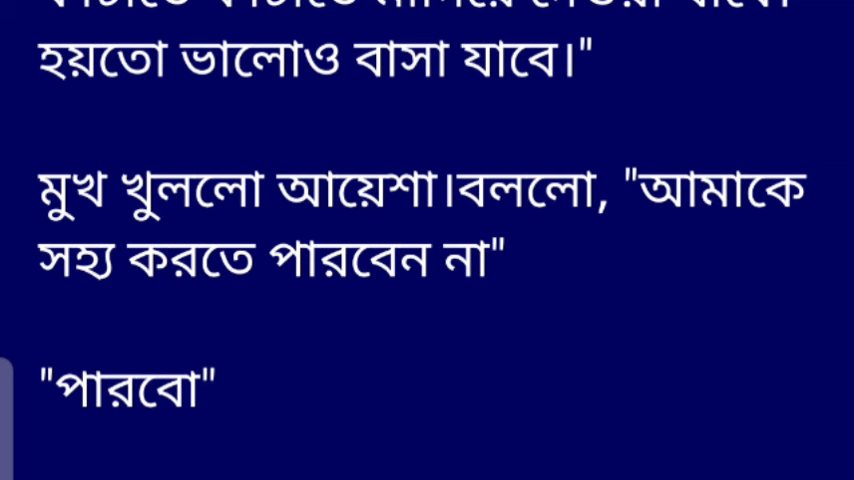 হয়তো ভালোও বাসা যাবে।"
মুখ খুললো আয়েশা।বললো, "আমাকে
সহ্য করতে পারবেন না"
"পারবো"